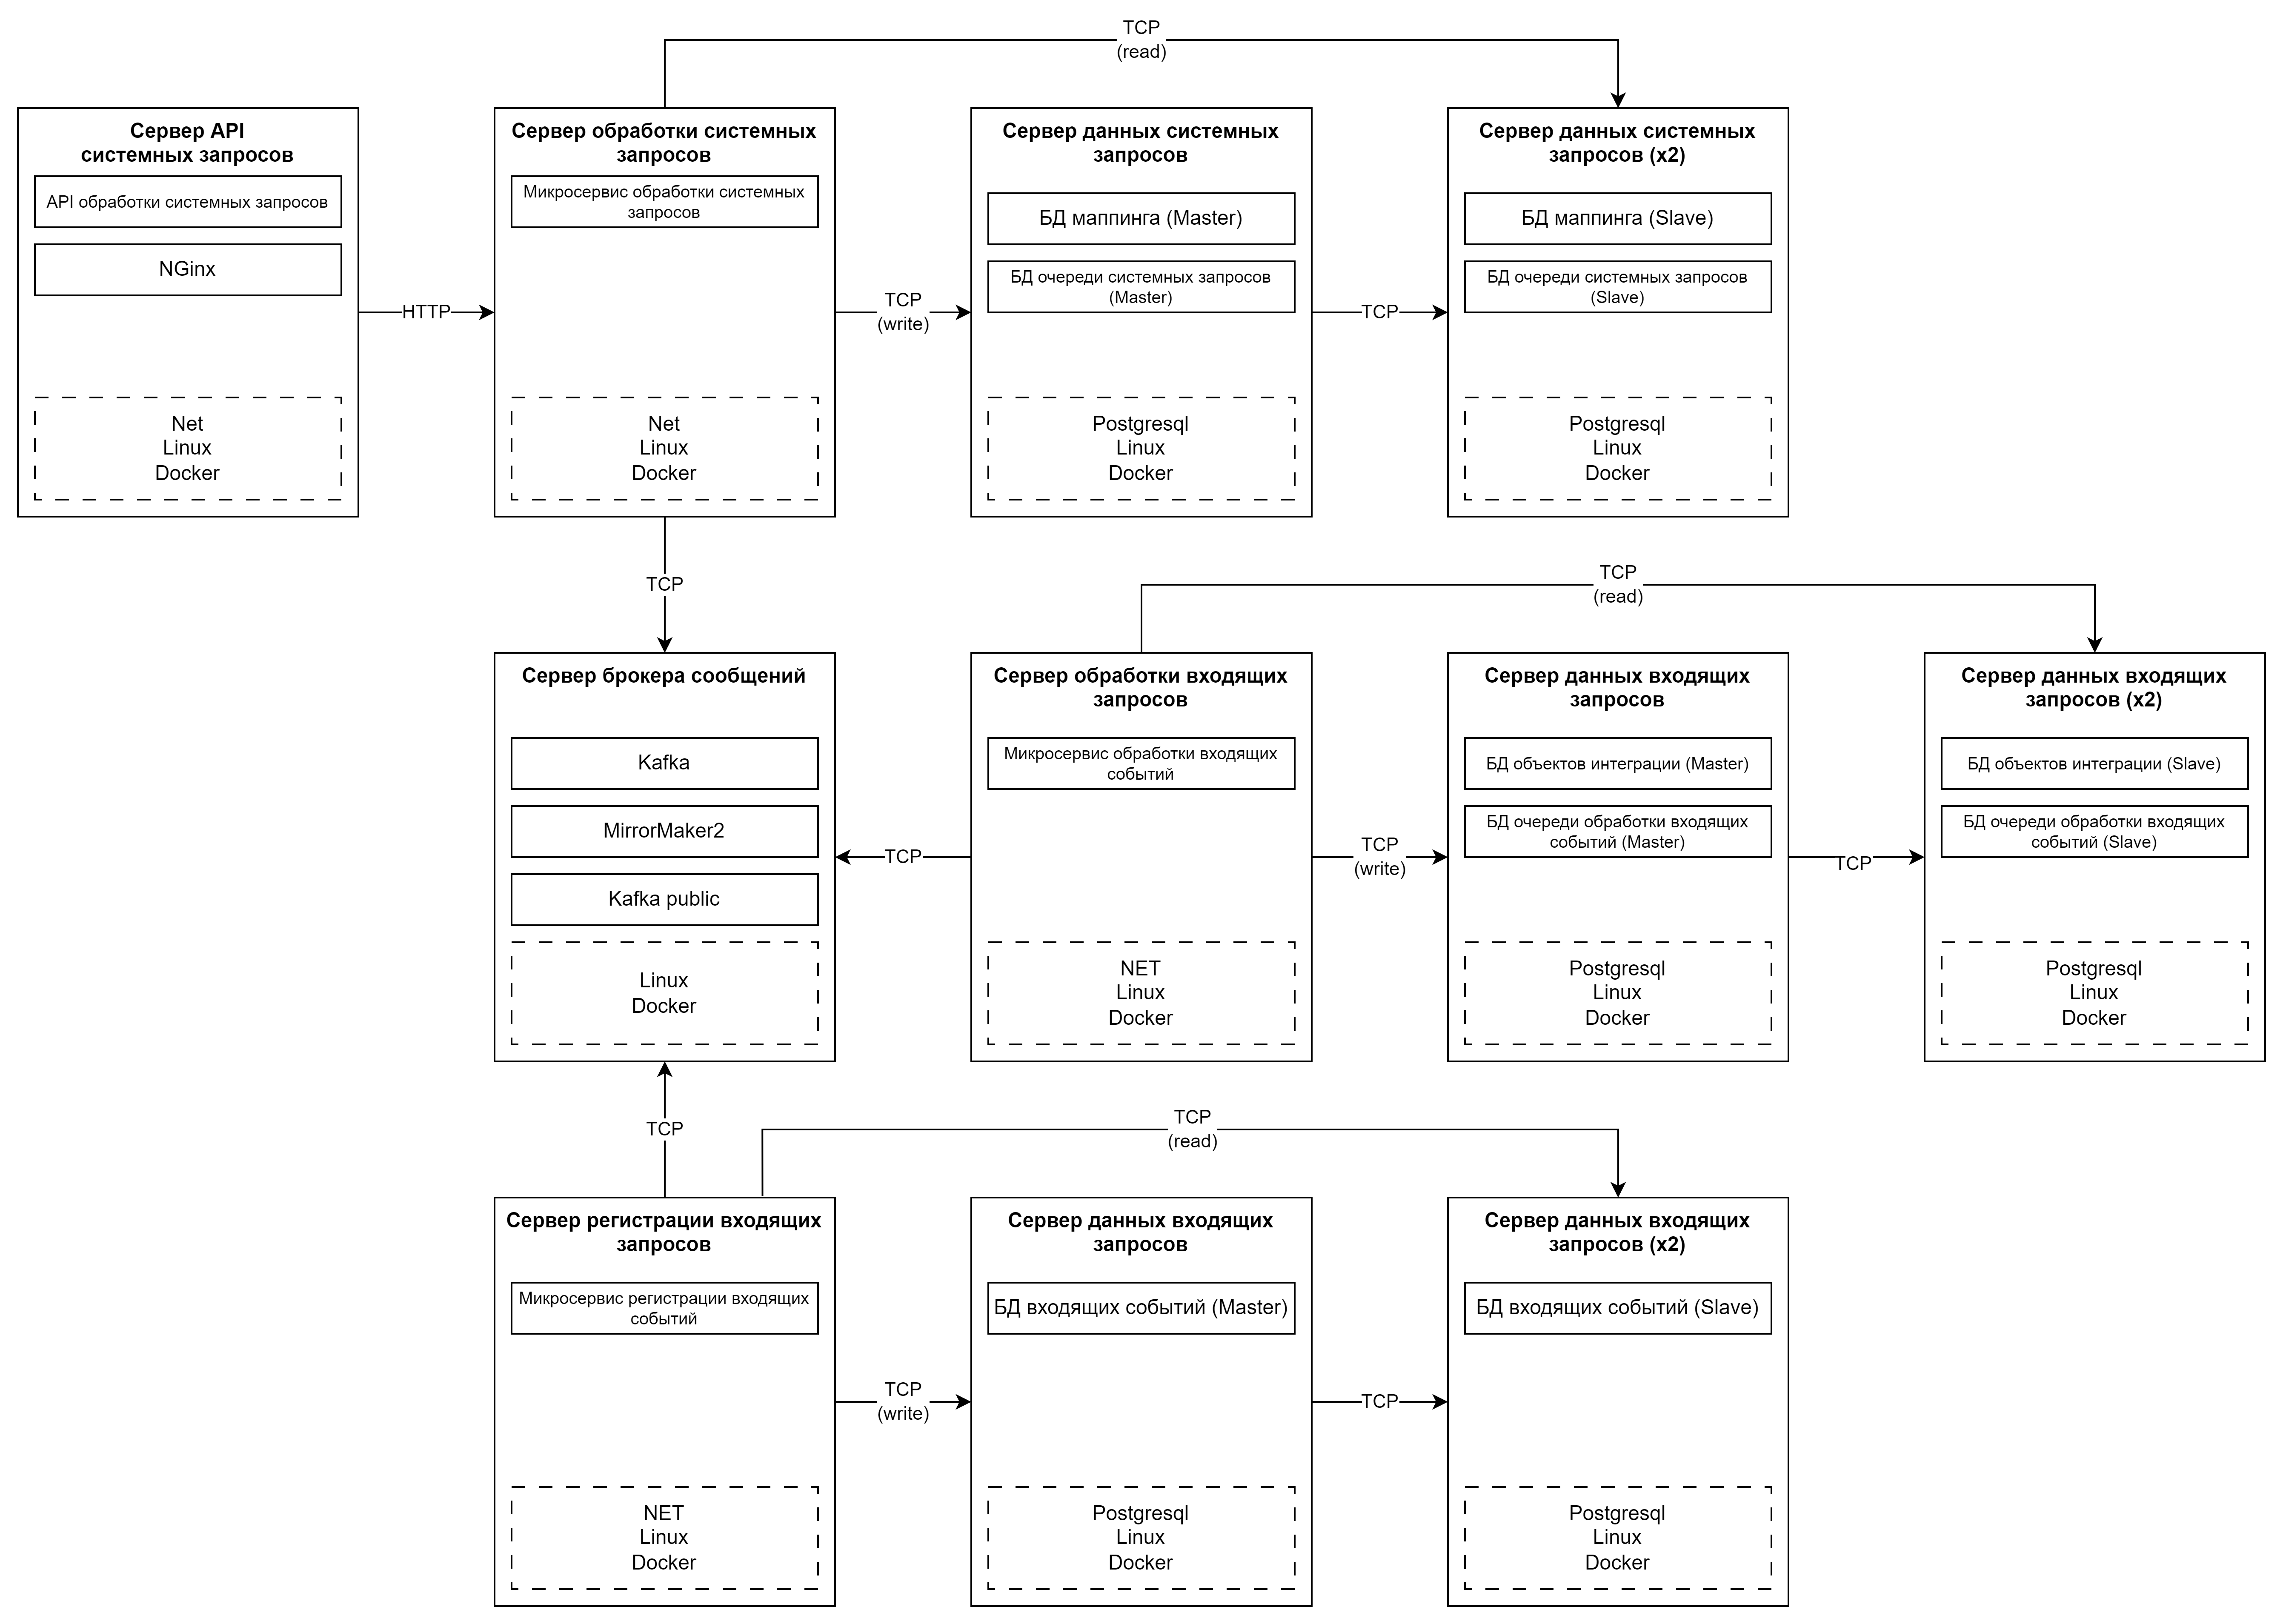 TCP
(read)
Сервер API
системных запросов
API обработки системных запросов
NGinx
Net
Linux
Docker
HTTP
Сервер обработки системных
запросов
Микросервис обработки системных
запросов
Net
Linux
Docker
TCP
(write)
Сервер данных системных
запросов
БД маппинга (Master)
БД очереди системных запросов
(Master)
Postgresql
Linux
Docker
TCP
Сервер данных системных
запросов (x2)
БД маппинга (Slave)
БД очереди системных запросов
(Slave)
Postgresql
Linux
Docker
TCP
TCP
(read)
Сервер брокера сообщений
Kafka
MirrorMaker2
Kafka public
Linux
Docker
TCP
Сервер обработки входящих
запросов
Микросервис обработки входящих
событий
NET
Linux
Docker
TCP
(write)
Сервер данных входящих
запросов
БД объектов интеграции (Master)
БД очереди обработки входящих
событий (Master)
Postgresql
Linux
Docker
TCP
Сервер данных входящих
запросов (x2)
БД объектов интеграции (Slave)
БД очереди обработки входящих
событий (Slave)
Postgresql
Linux
Docker
TCP
TCP
(read)
Сервер регистрации входящих
запросов
Микросервис регистрации входящих
событий
NET
Linux
Docker
TCP
(write)
Сервер данных входящих
запросов
БД входящих событий (Master)
Postgresql
Linux
Docker
TCP
Сервер данных входящих
запросов (x2)
БД входящих событий (Slave)
Postgresql
Linux
Docker